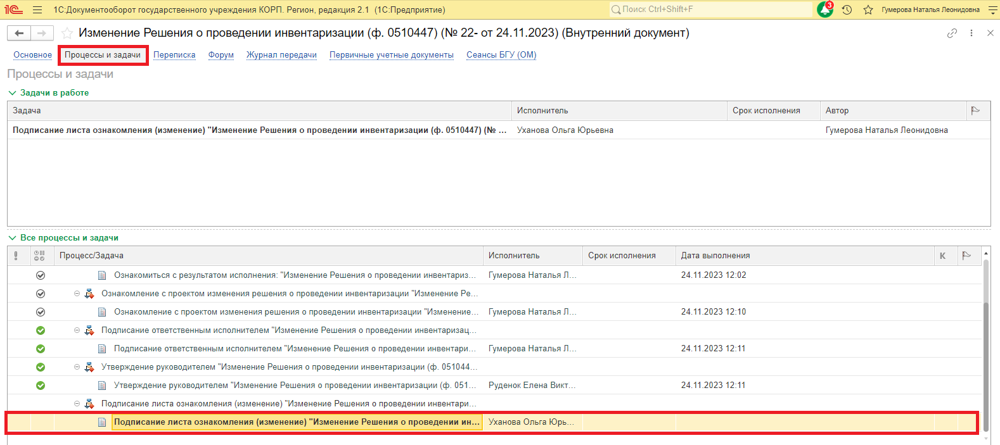 1С:Документооборот государственного учреждения КОРП. Регион, редакция 2.1 (1С:Предприятие)
Поиск Ctrl+Shift+F
3
Гумерова Наталья Леонидовна
Изменение Решения о проведении инвентаризации (ф. 0510447) (№ 22- от 24.11.2023) (Внутренний документ)
Основное Процессы и задачи Переписка Форум Журнал передачи Первичные учетные документы Сеансы БГУ (ОМ)
Процессы и задачи
Задачи в работе
Задача Исполнитель Срок исполнения Автор
Подписание листа ознакомления (изменение) "Изменение Решения о проведении инвентаризации (ф. 0510447) (№ ... Уханова Ольга Юрьевна Гумерова Наталья Леонидовна
Все процессы и задачи
Процесс/Задача Исполнитель Срок исполнения Дата выполнения К
Ознакомиться с результатом исполнения: "Изменение Решения о проведении инвентариз... Гумерова Наталья Л... 24.11.2023 12:02
Ознакомление с проектом изменения решения о проведении инвентаризации "Изменение Ре...
Ознакомление с проектом изменения решения о проведении инвентаризации "Изменение... Гумерова Наталья Л... 24.11.2023 12:10
Подписание ответственным исполнителем "Изменение Решения о проведении инвентаризац...
Подписание ответственным исполнителем "Изменение Решения о проведении инвентари... Гумерова Наталья Л... 24.11.2023 12:11
Утверждение руководителем "Изменение Решения о проведении инвентаризации (ф. 051044...
Утверждение руководителем "Изменение Решения о проведении инвентаризации (ф. 051... Руденок Елена Викт... 24.11.2023 12:11
Подписание листа ознакомления (изменение) "Изменение Решения о проведении инвентари...
Подписание листа ознакомления (изменение) "Изменение Решения о проведении ин... Уханова Ольга Юрь...